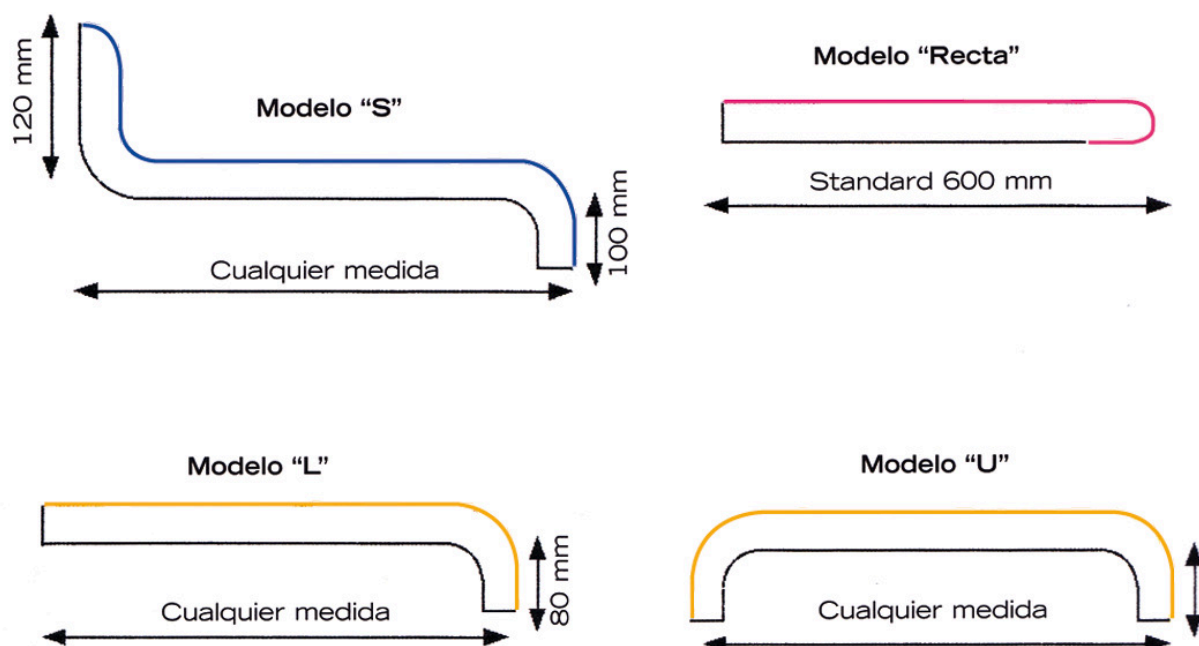 120 mm
Modelo “S”
100 mm
Cualquier medida
Modelo “Recta”
Standard 600 mm
Modelo “L”
80 mm
Cualquier medida
Modelo “U”
Cualquier medida